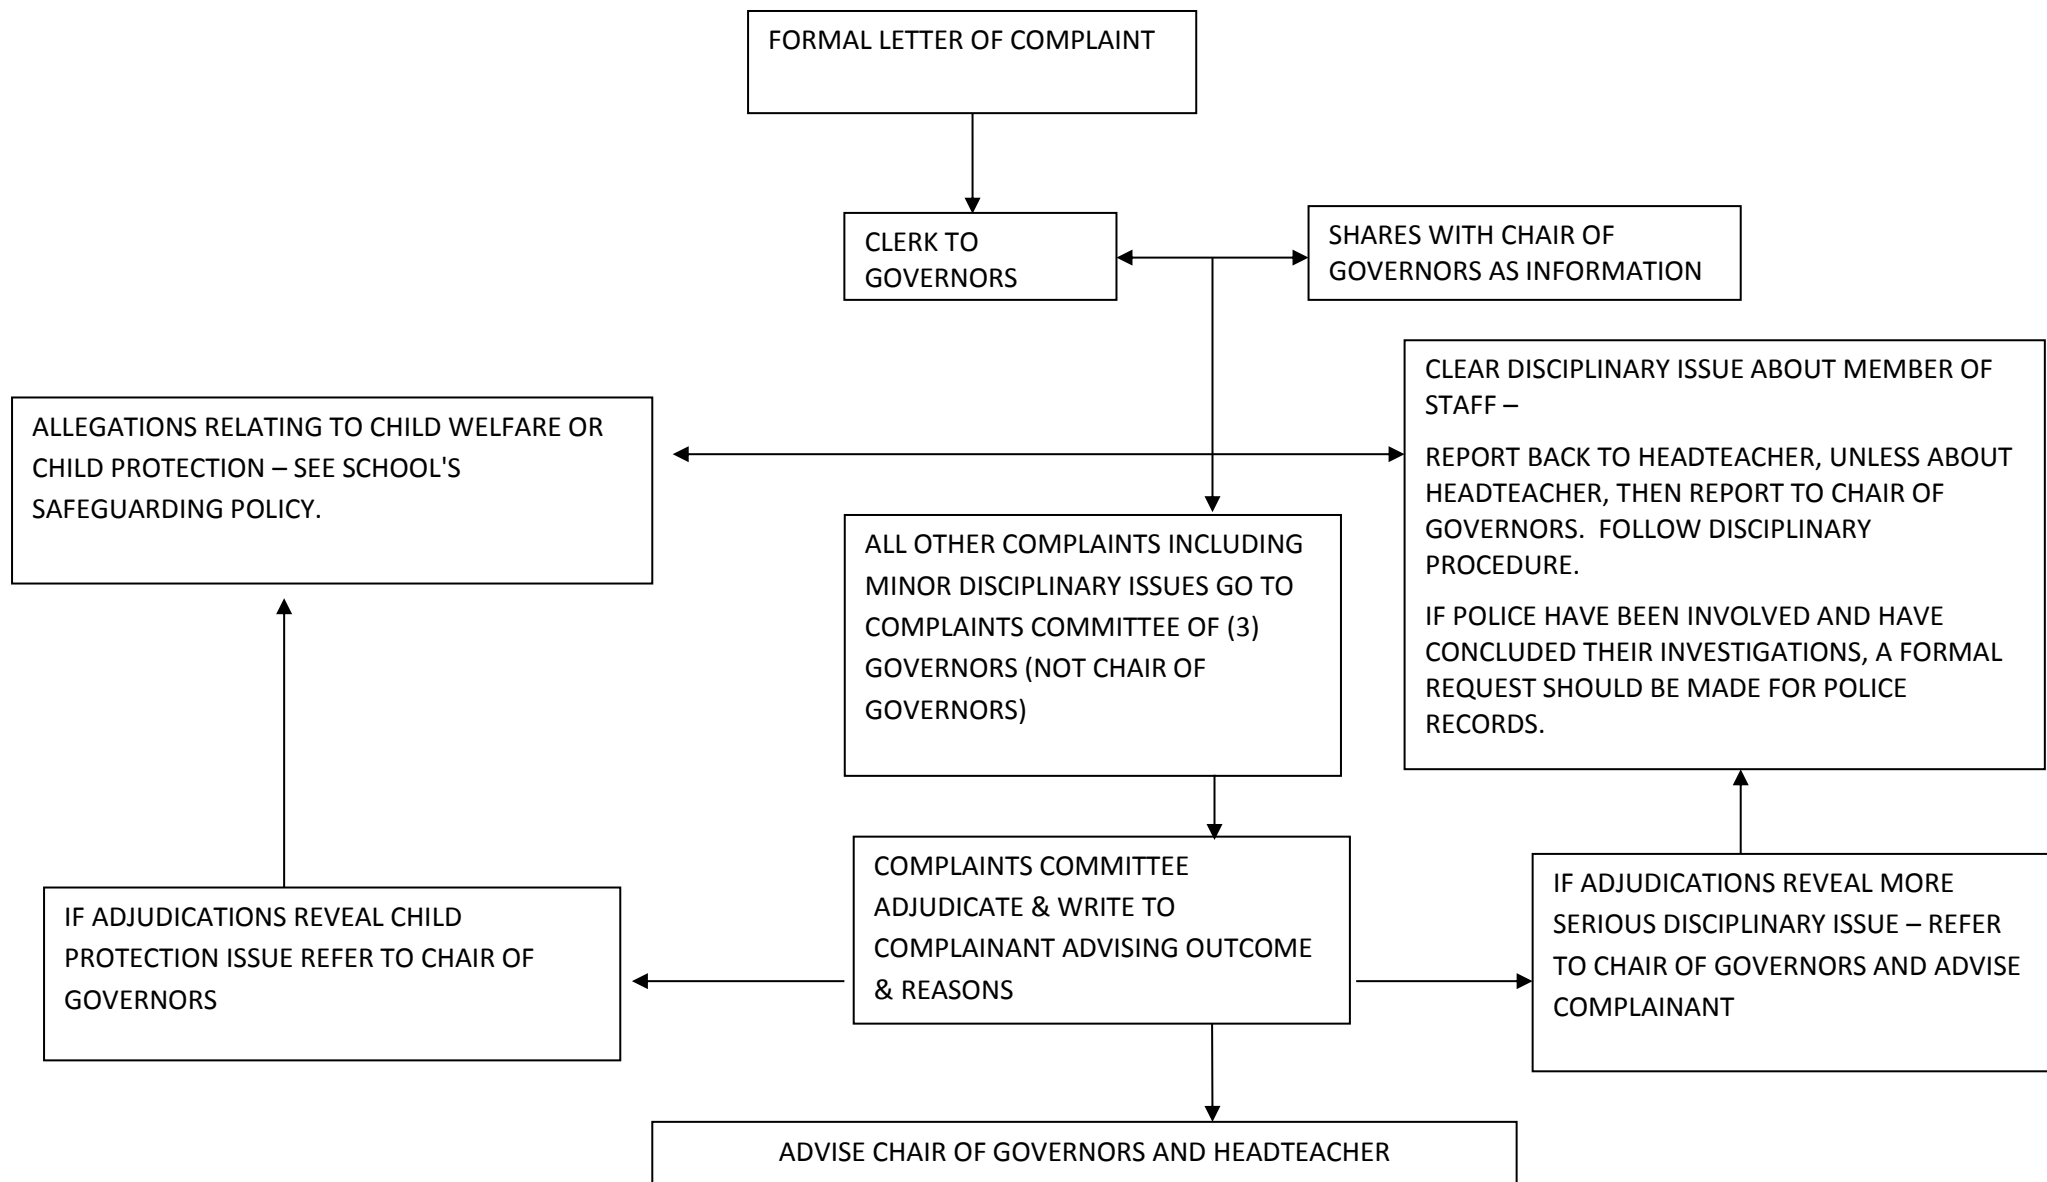 FORMAL LETTER OF COMPLAINT
CLERK TO
GOVERNORS
SHARES WITH CHAIR OF
GOVERNORS AS INFORMATION
ALLEGATIONS RELATING TO CHILD WELFARE OR
CHILD PROTECTION – SEE SCHOOL'S
SAFEGUARDING POLICY.
CLEAR DISCIPLINARY ISSUE ABOUT MEMBER OF
STAFF –
REPORT BACK TO HEADTEACHER, UNLESS ABOUT
HEADTEACHER, THEN REPORT TO CHAIR OF
GOVERNORS.  FOLLOW DISCIPLINARY
PROCEDURE.
IF POLICE HAVE BEEN INVOLVED AND HAVE
CONCLUDED THEIR INVESTIGATIONS, A FORMAL
REQUEST SHOULD BE MADE FOR POLICE
RECORDS.
ALL OTHER COMPLAINTS INCLUDING
MINOR DISCIPLINARY ISSUES GO TO
COMPLAINTS COMMITTEE OF (3)
GOVERNORS (NOT CHAIR OF
GOVERNORS)
COMPLAINTS COMMITTEE
ADJUDICATE & WRITE TO
COMPLAINANT ADVISING OUTCOME
& REASONS
IF ADJUDICATIONS REVEAL CHILD
PROTECTION ISSUE REFER TO CHAIR OF
GOVERNORS
IF ADJUDICATIONS REVEAL MORE
SERIOUS DISCIPLINARY ISSUE – REFER
TO CHAIR OF GOVERNORS AND ADVISE
COMPLAINANT
ADVISE CHAIR OF GOVERNORS AND HEADTEACHER